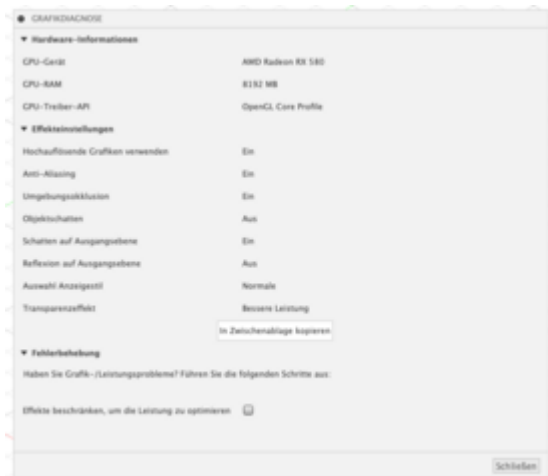 GRAFIKDIAGNOSE
Hardware-Informationen
GPU-Gerät AMD Radeon RX 580
GPU-RAM 8192 MB
GPU-Treiber-API OpenGL Core Profile
Effekteinstellungen
Hochauflösende Grafiken verwenden Ein
Anti-Aliasing Ein
Umgebungsokklusion Ein
Objektschatten Aus
Schatten auf Ausgangsebene Ein
Reflexion auf Ausgangsebene Aus
Auswahl Anzeigestil Normale
Transparenzeffekt Bessere Leistung
In Zwischenablage kopieren
Fehlerbehebung
Haben Sie Grafik-/Leistungsprobleme? Führen Sie die folgenden Schritte aus:
Effekte beschränken, um die Leistung zu optimieren
Schließen